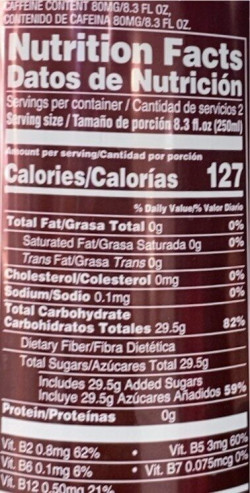 CAFFEINE CONTENT 80MG/8.3 FL OZ,
CONTENIDO DE CAFEINA 80MG/8.3 FL OZ.
Nutrition Facts
Datos de Nutrición
Servings per container / Cantidad de servicios 2
Serving size / Tamaño de porción 8.3 fl.oz (250ml)
Amount per serving/Cantidad por porción
Calories/Calorías 127
% Daily Value/% Valor Diario
Total Fat/Grasa Total 0g 0%
Saturated Fat/Grasa Saturada 0g 0%
Trans Fat/Grasa Trans 0g
Cholesterol/Colesterol 0mg 0%
Sodium/Sodio 0.1mg 0%
Total Carbohydrate
Carbohidratos Totales 29.5g 82%
Dietary Fiber/Fibra Dietética
Total Sugars/Azúcares Total 29.5g
Includes 29.5g Added Sugars
Incluye 29.5g Azúcares Añadidos 59%
Protein/Proteínas 0g
Vit. B2 0.8mg 62% • Vit. B5 3mg 60%
Vit. B6 0.1mg 6% • Vit. B7 0.075mcg 0%
Vit. B12 0.50mg 21%